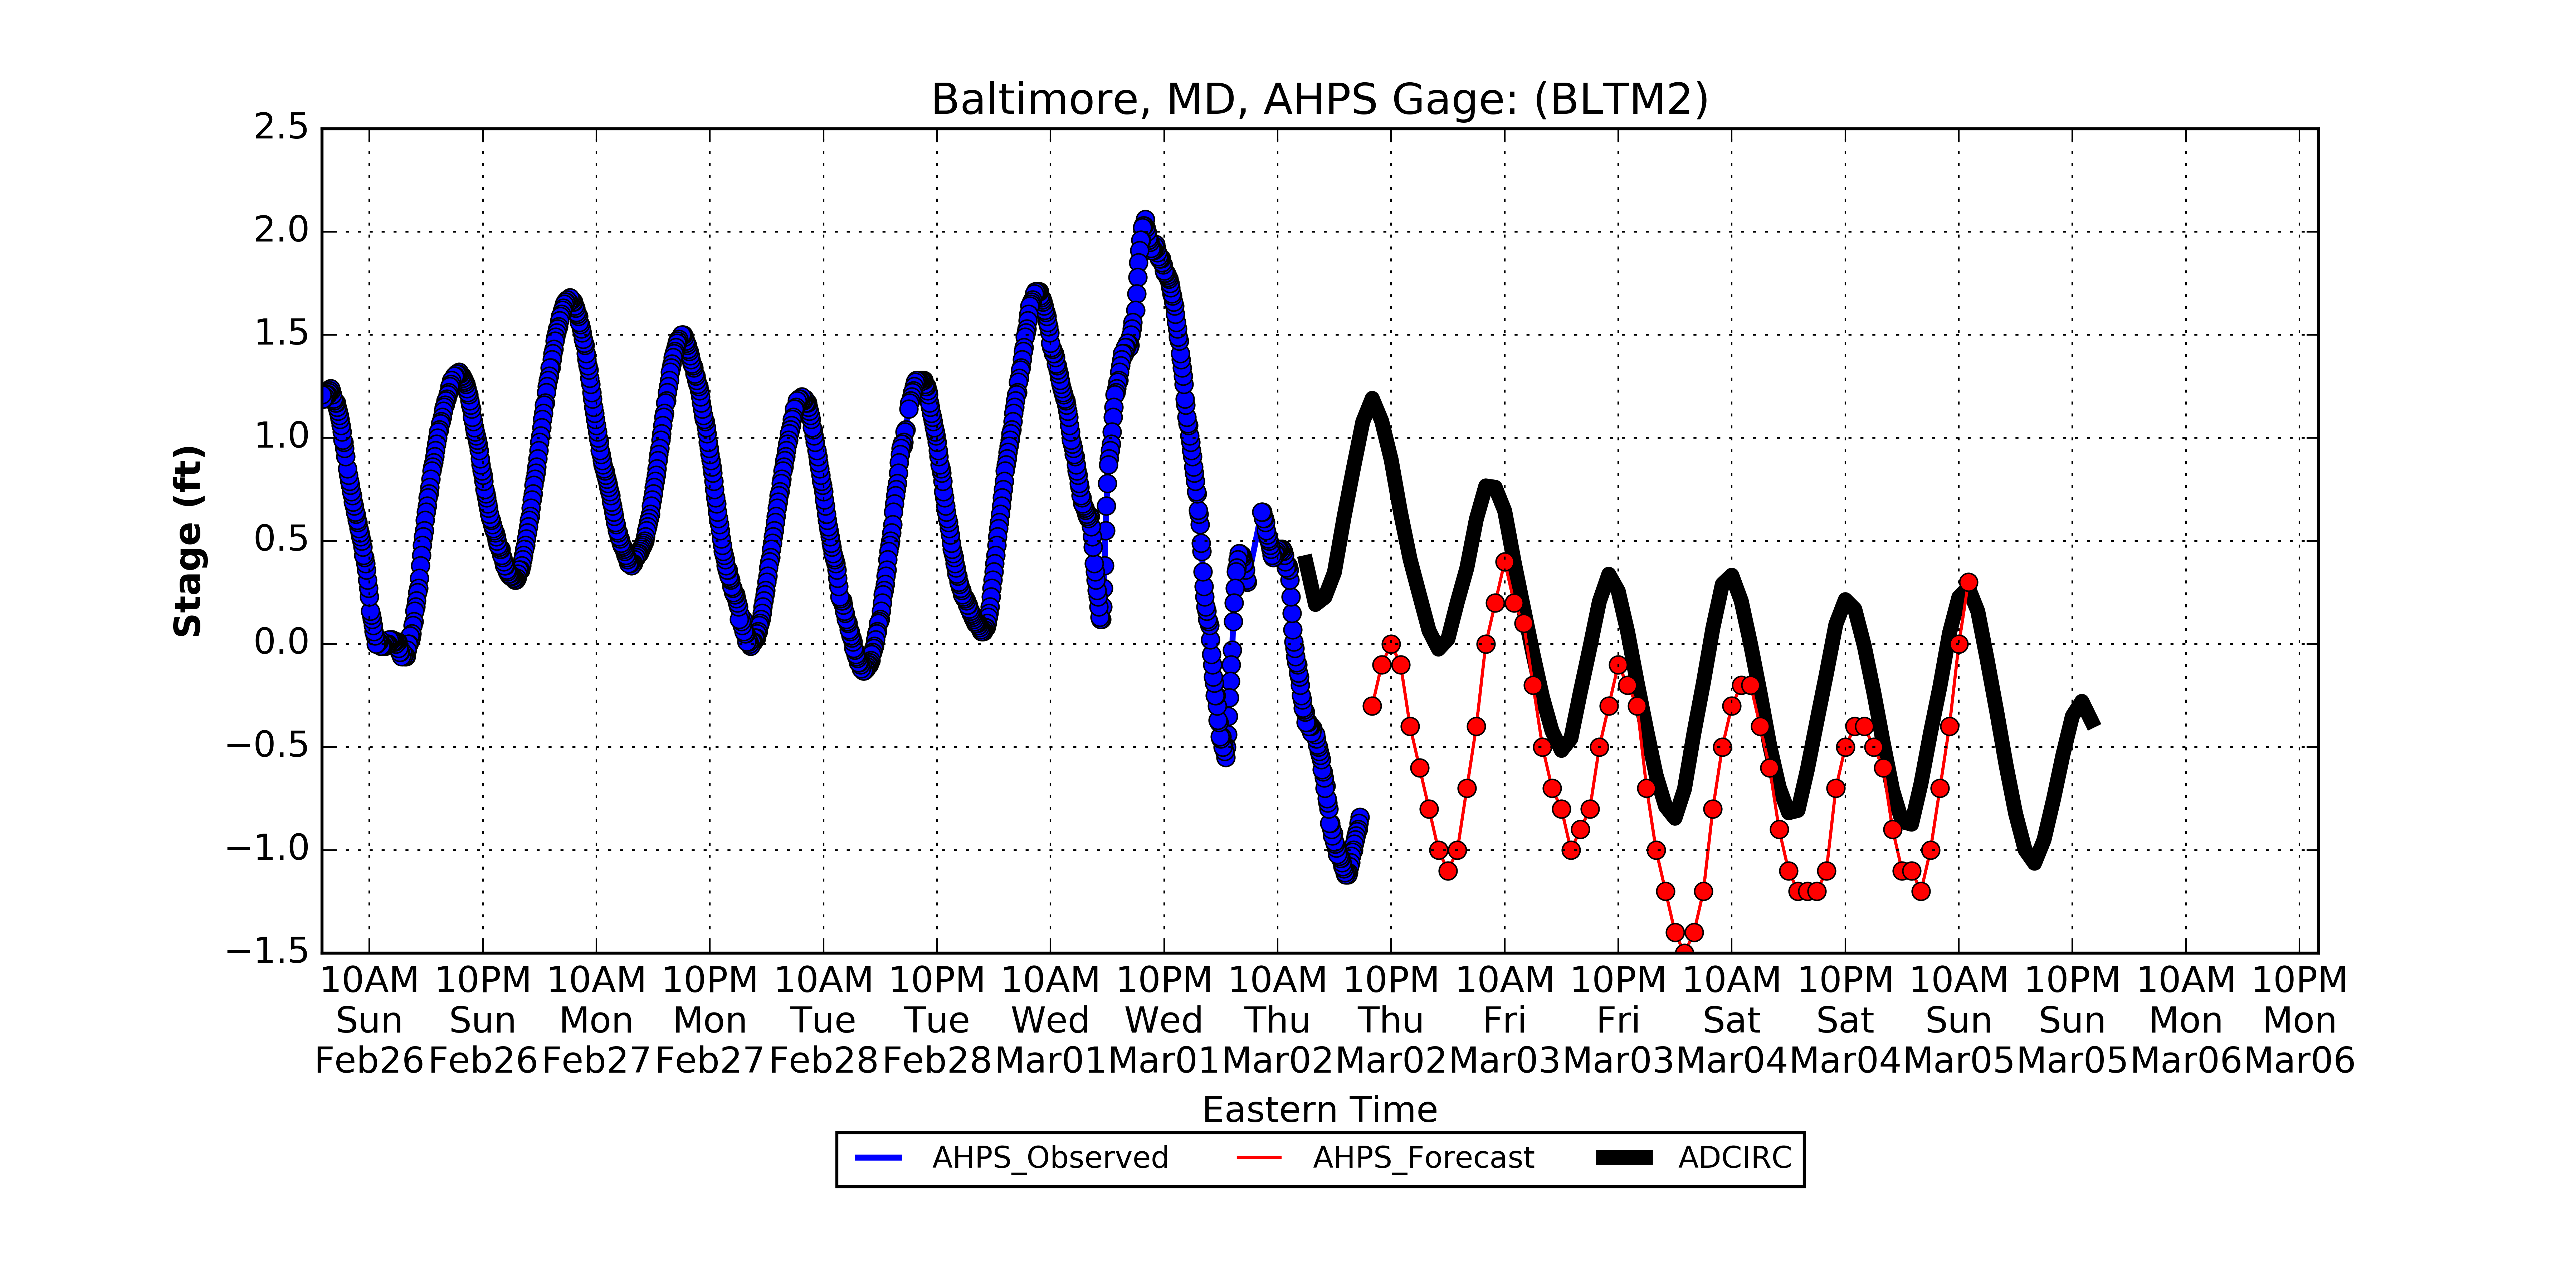 Baltimore, MD, AHPS Gage: (BLTM2)
Stage (ft)
2.5
2.0
1.5
1.0
0.5
0.0
−0.5
−1.0
−1.5
10AM 10PM 10AM 10PM 10AM 10PM 10AM 10PM 10AM 10PM 10AM 10PM 10AM 10PM 10AM 10PM 10AM 10PM
Sun Sun Mon Mon Tue Tue Wed Wed Thu Thu Fri Fri Sat Sat Sun Sun Mon Mon
Feb26 Feb26 Feb27 Feb27 Feb28 Feb28 Mar01 Mar01 Mar02 Mar02 Mar03 Mar03 Mar04 Mar04 Mar05 Mar05 Mar06 Mar06
Eastern Time
AHPS_Observed AHPS_Forecast ADCIRC